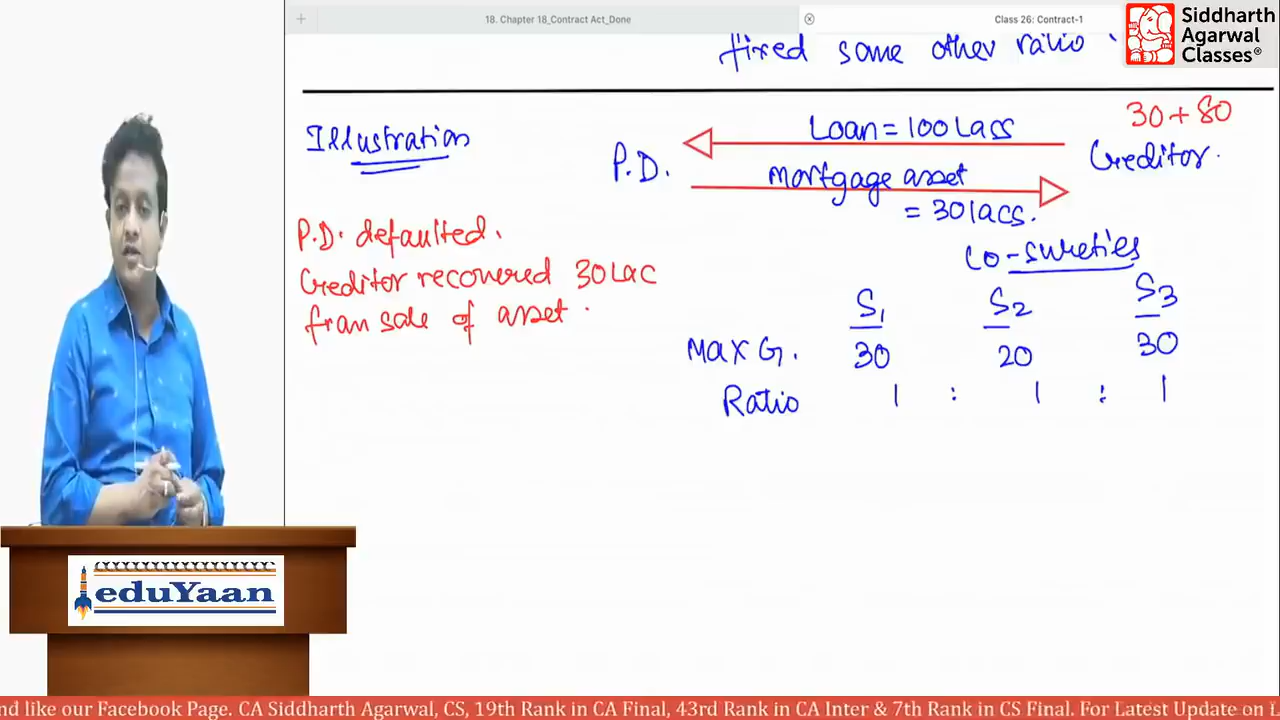 18. Chapter 18_Contract Act_Done
Class 26: Contract-1
Siddharth
Agarwal
Classes®
fixed some other ratio
Illustration
Loan = 100 Lacs
30 + 80
P.D.
Creditor.
mortgage asset
= 30 lacs.
P.D. defaulted.
Creditor recovered 30 Lac
from sale of asset
Co-sureties
S1 S2 S3
Max G. 30 20 30
Ratio 1 : 1 : 1
eduYaan
nd like our Facebook Page. CA Siddharth Agarwal, CS, 19th Rank in CA Final, 43rd Rank in CA Inter & 7th Rank in CS Final. For Latest Update on L